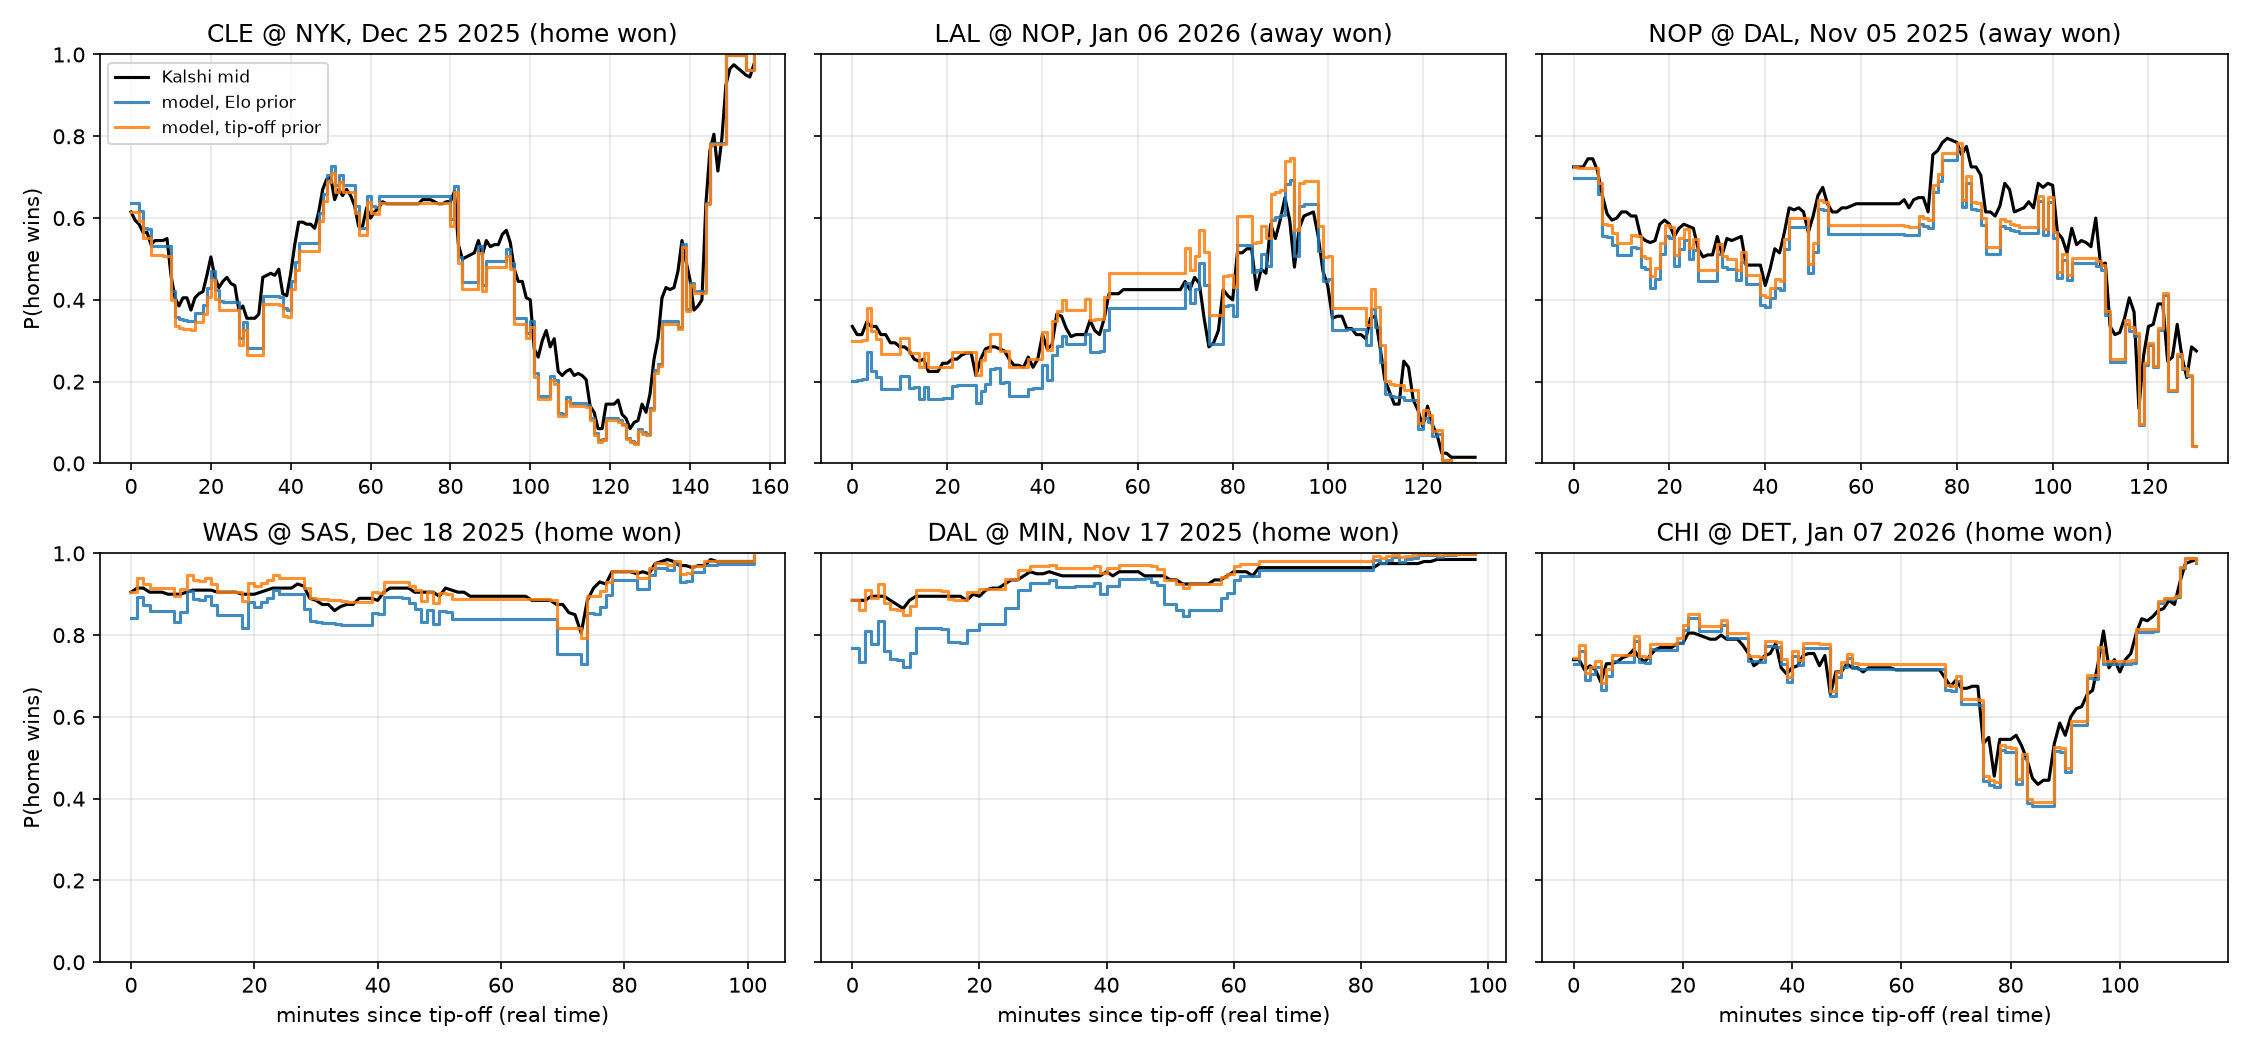 CLE @ NYK, Dec 25 2025 (home won)
LAL @ NOP, Jan 06 2026 (away won)
NOP @ DAL, Nov 05 2025 (away won)
Kalshi mid
model, Elo prior
model, tip-off prior
P(home wins)
1.0
0.8
0.6
0.4
0.2
0.0
0 20 40 60 80 100 120 140 160
0 20 40 60 80 100 120
0 20 40 60 80 100 120
WAS @ SAS, Dec 18 2025 (home won)
DAL @ MIN, Nov 17 2025 (home won)
CHI @ DET, Jan 07 2026 (home won)
P(home wins)
1.0
0.8
0.6
0.4
0.2
0.0
0 20 40 60 80 100
0 20 40 60 80 100
0 20 40 60 80 100
minutes since tip-off (real time)
minutes since tip-off (real time)
minutes since tip-off (real time)